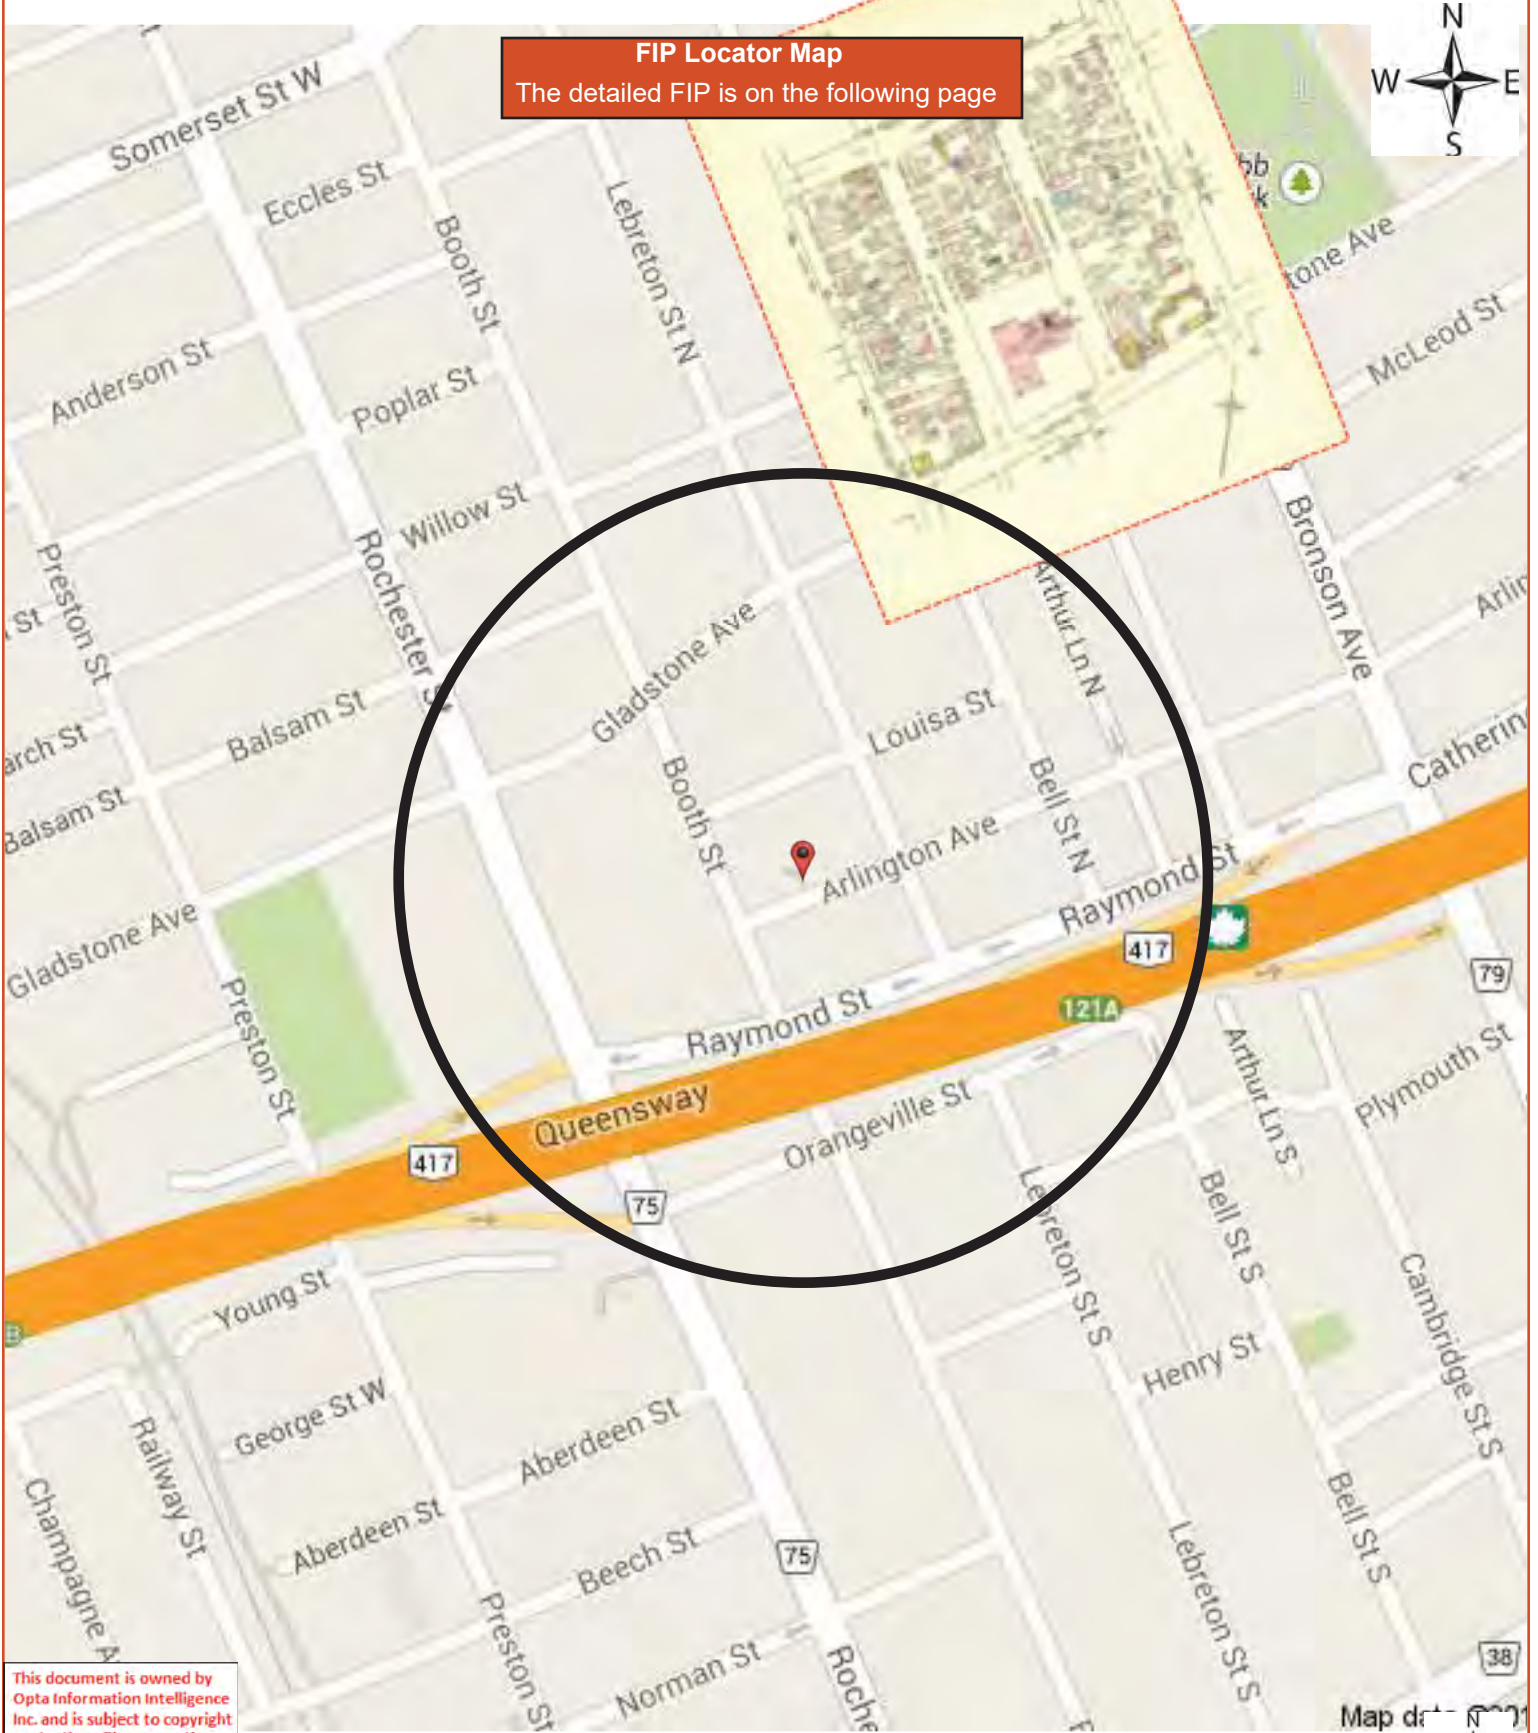 FIP Locator Map
The detailed FIP is on the following page
N
W E
S
Somerset St W
Eccles St
Booth St
Lebreton St N
Anderson St
Poplar St
Willow St
McLeod St
Preston St
Rochester St
Balsam St
Gladstone Ave
Arthur Ln N
Bronson Ave
Louisa St
Balsam St
Booth St
Bell St N
Arlington Ave
Raymond St
417
Gladstone Ave
Preston St
Raymond St
121A
79
Queensway
Orangeville St
Arthur Ln S
Plymouth St
417
75
Lebreton St S
Bell St S
Cambridge St S
Young St
Henry St
George St W
Railway St
Aberdeen St
Aberdeen St
Champagne A
Beech St
75
Bell St S
Lebreton St S
Preston St
Norman St
Roche
38
This document is owned by
Opta Information Intelligence
Inc. and is subject to copyright
Map data
N